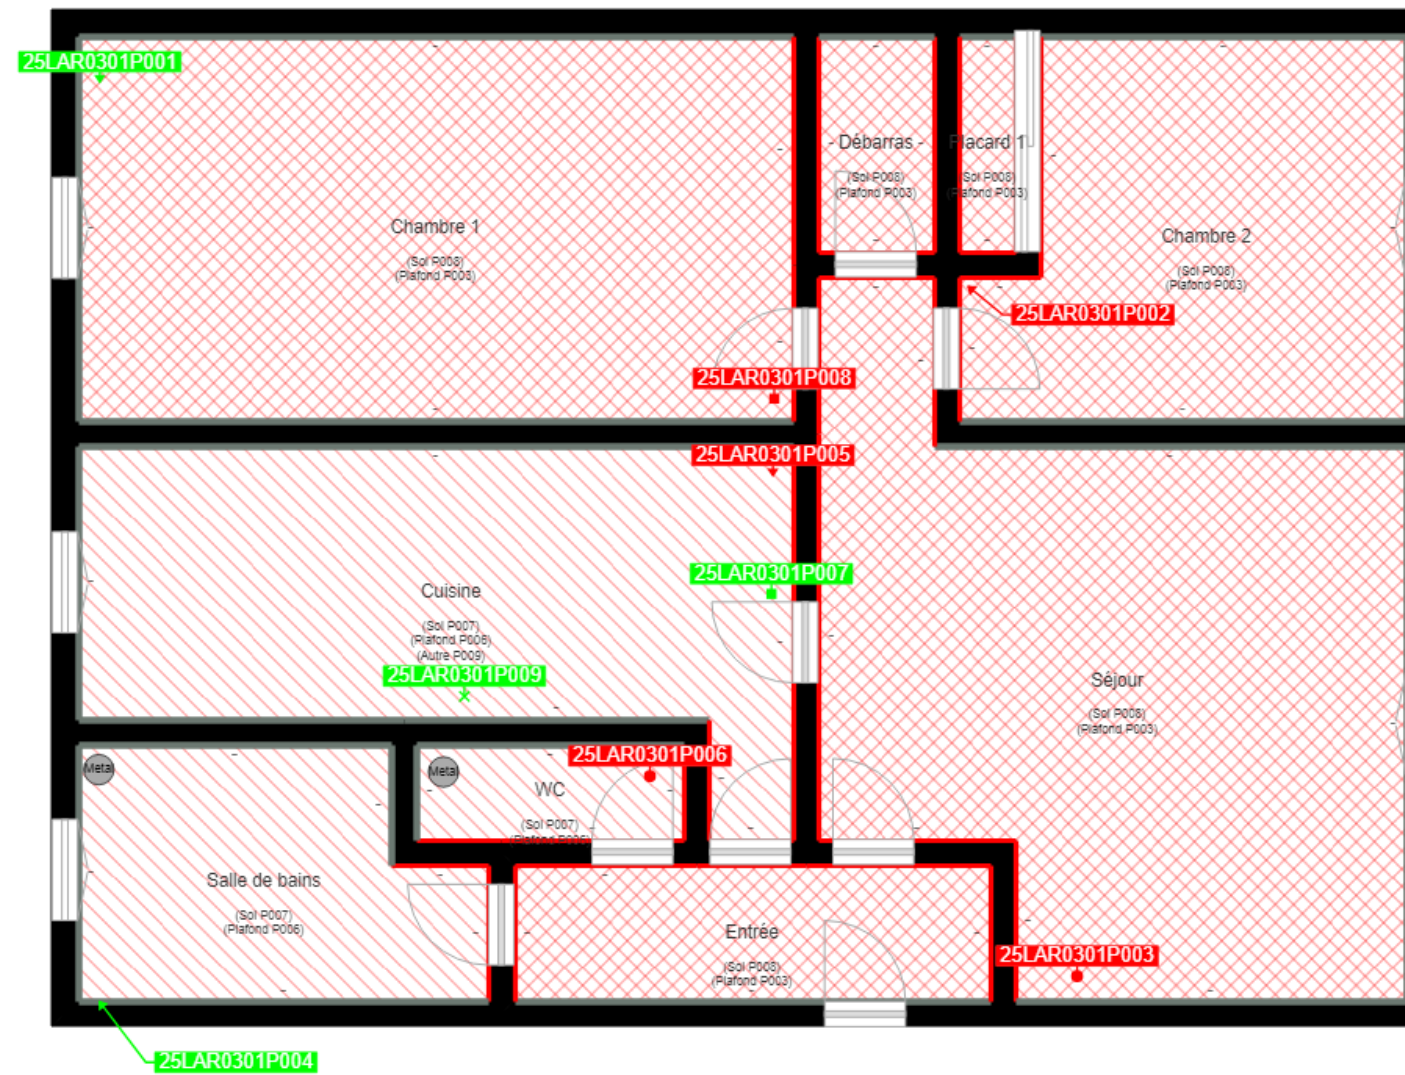 25LAR0301P001
Débarras
Placard 1
(Sol P008)
(Plafond P003)
(Sol P008)
(Plafond P003)
Chambre 1
(Sol P008)
(Plafond P003)
Chambre 2
(Sol P008)
(Plafond P003)
25LAR0301P002
25LAR0301P008
25LAR0301P005
25LAR0301P007
Cuisine
(Sol P007)
(Plafond P006)
(Autre P009)
25LAR0301P009
Séjour
(Sol P008)
(Plafond P003)
25LAR0301P006
Metal
Metal
WC
(Sol P007)
(Plafond P006)
Salle de bains
(Sol P007)
(Plafond P006)
Entrée
(Sol P008)
(Plafond P003)
25LAR0301P003
25LAR0301P004